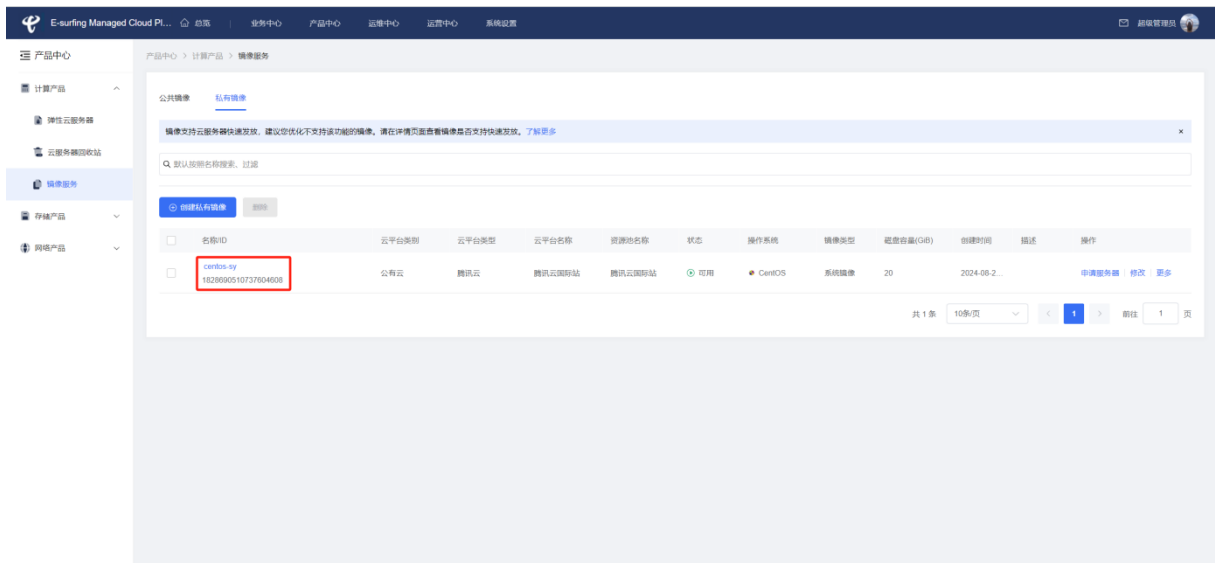 E-surfing Managed Cloud Pl... 总览 业务中心 产品中心 运维中心 运营中心 系统设置 超级管理员
产品中心
产品中心 > 计算产品 > 镜像服务
计算产品
弹性云服务器
云服务器回收站
镜像服务
存储产品
网络产品
公共镜像 私有镜像
镜像支持云服务器快速发放，建议您优化不支持该功能的镜像。请在详情页面查看镜像是否支持快速发放。了解更多 ×
默认按照名称搜索、过滤
创建私有镜像 删除
名称/ID 云平台类别 云平台类型 云平台名称 资源池名称 状态 操作系统 镜像类型 磁盘容量(GiB) 创建时间 描述 操作
centos-sy 公有云 腾讯云 腾讯云国际站 腾讯云国际站 可用 CentOS 系统镜像 20 2024-08-2... 申请服务器 修改 更多
1828690510737604608
共 1 条 10条/页 < 1 > 前往 1 页